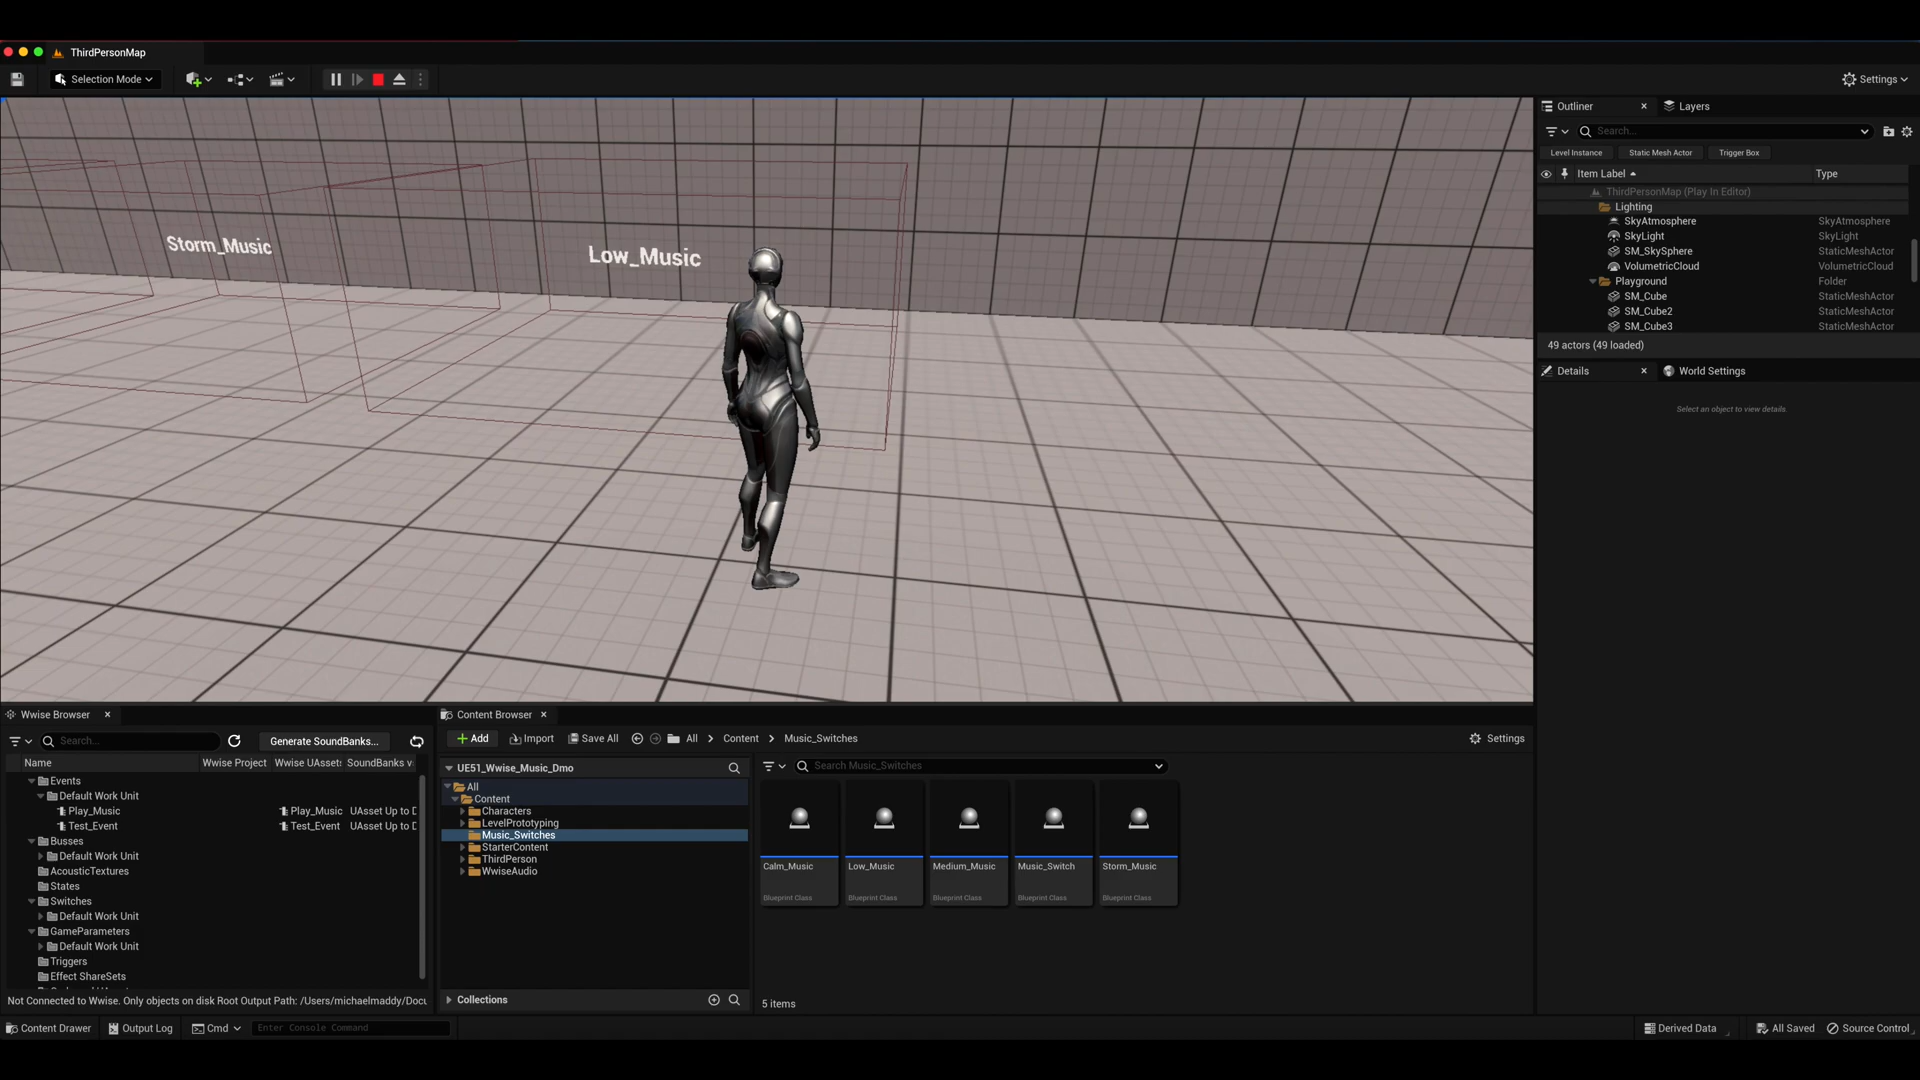 ThirdPersonMap
Selection Mode
Settings
Storm_Music
Low_Music
Outliner
Layers
Search...
Level Instance
Static Mesh Actor
Trigger Box
Item Label
Type
ThirdPersonMap (Play In Editor)
Lighting
SkyAtmosphere SkyAtmosphere
SkyLight SkyLight
SM_SkySphere StaticMeshActor
VolumetricCloud VolumetricCloud
Playground Folder
SM_Cube StaticMeshActor
SM_Cube2 StaticMeshActor
SM_Cube3 StaticMeshActor
49 actors (49 loaded)
Details
World Settings
Select an object to view details
Wwise Browser
Search...
Generate SoundBanks...
Name Wwise Project Wwise UAsset SoundBanks v
Events
Default Work Unit
Play_Music Play_Music UAsset Up to D
Test_Event Test_Event UAsset Up to D
Busses
Default Work Unit
AcousticTextures
States
Switches
Default Work Unit
GameParameters
Default Work Unit
Triggers
Effect ShareSets
Not Connected to Wwise. Only objects on disk Root Output Path: /Users/michaelmaddy/Docu
Content Browser
Add
Import
Save All
All
Content
Music_Switches
Settings
UE51_Wwise_Music_Dmo
All
Content
Characters
LevelPrototyping
Music_Switches
StarterContent
ThirdPerson
WwiseAudio
Collections
Search Music_Switches
Calm_Music Low_Music Medium_Music Music_Switch Storm_Music
Blueprint Class Blueprint Class Blueprint Class Blueprint Class Blueprint Class
5 items
Content Drawer
Output Log
Cmd
Enter Console Command
Derived Data
All Saved
Source Control